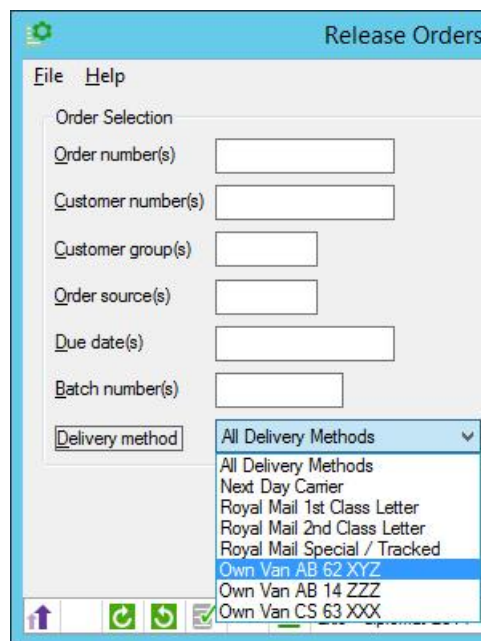 Release Orders
File Help
Order Selection
Order number(s)
Customer number(s)
Customer group(s)
Order source(s)
Due date(s)
Batch number(s)
Delivery method All Delivery Methods
All Delivery Methods
Next Day Carrier
Royal Mail 1st Class Letter
Royal Mail 2nd Class Letter
Royal Mail Special / Tracked
Own Van AB 62 XYZ
Own Van AB 14 ZZZ
Own Van CS 63 XXX